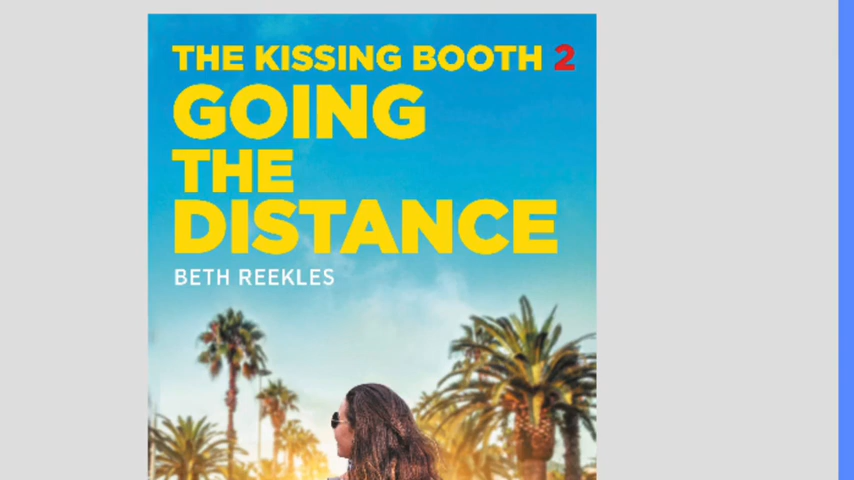 THE KISSING BOOTH 2
GOING
THE
DISTANCE
BETH REEKLES